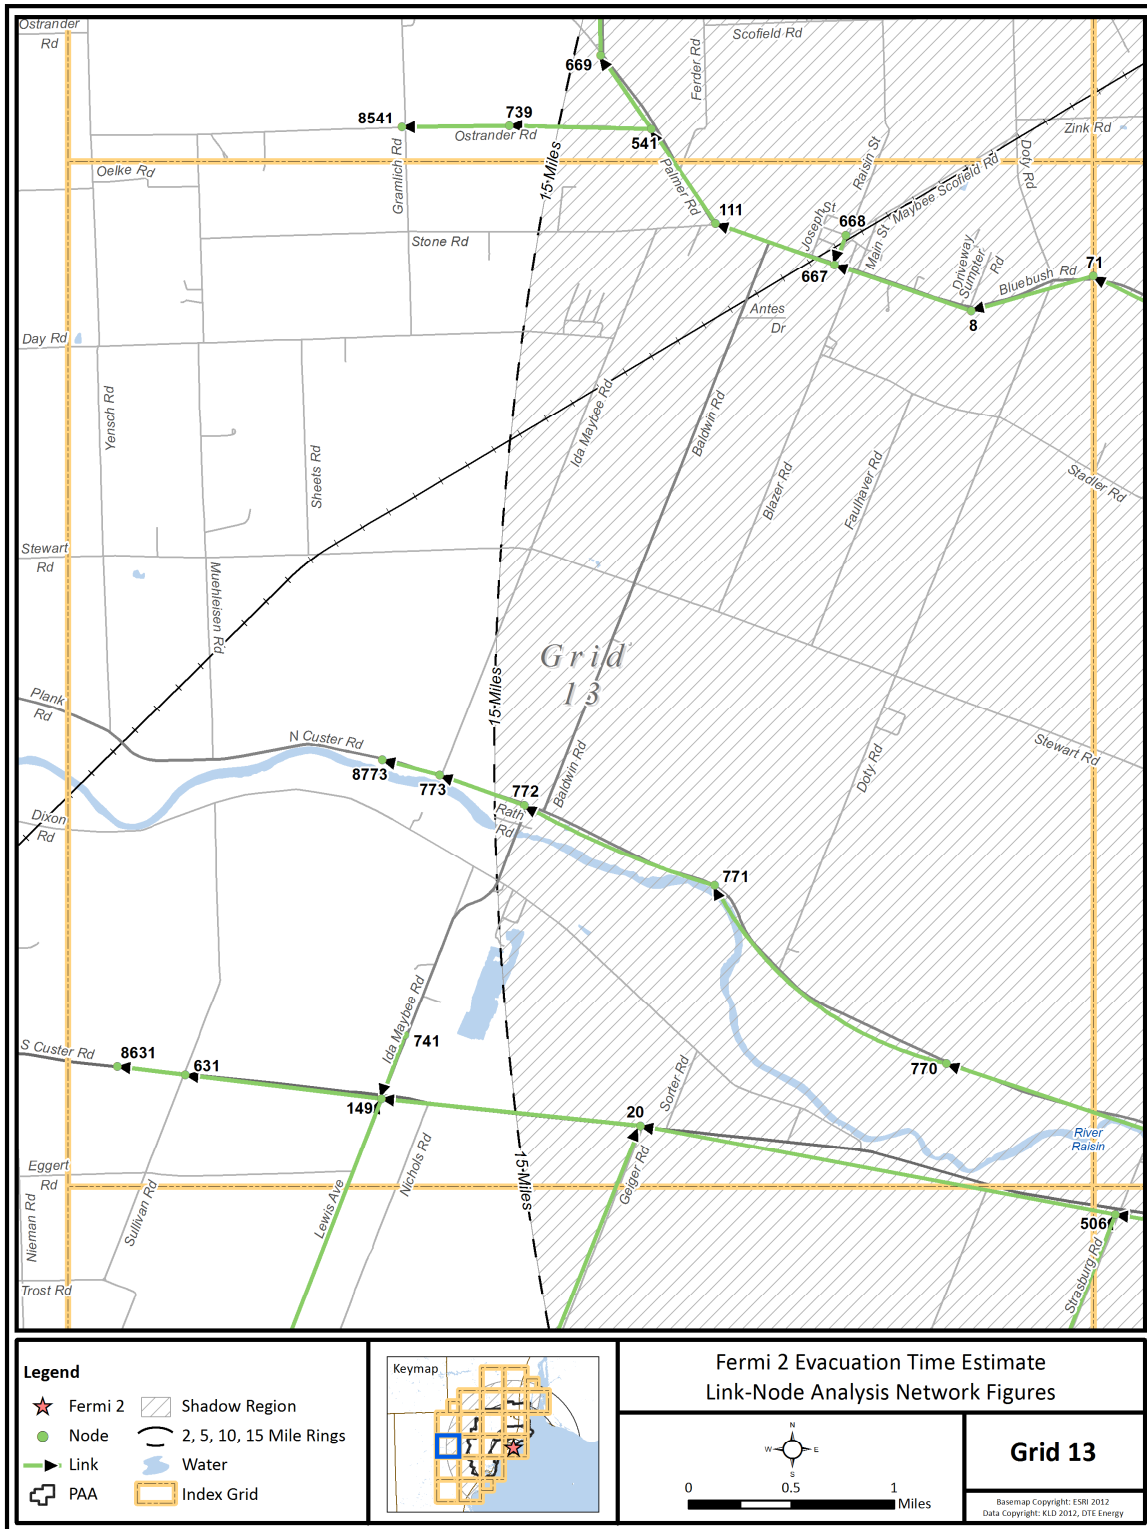 Ostrander
Rd
Scofield Rd
Ferder Rd
669
8541
739
Ostrander Rd
541
Zink Rd
15 Miles
Oelke Rd
Gramlich Rd
Palmer Rd
Raisin St
Doty Rd
Maybee Scofield Rd
111
Joseph St
668
Main St
Stone Rd
667
Driveway
Sumpter
Rd
Bluebush Rd
71
8
Antes
Dr
Day Rd
Yensch Rd
Sheets Rd
Ida Maybee Rd
Baldwin Rd
Blazer Rd
Faulhaver Rd
Stadler Rd
Stewart
Rd
Muehleisen Rd
Grid
13
15 Miles
Plank
Rd
N Custer Rd
8773
773
772
Rath
Rd
Baldwin Rd
Doty Rd
Stewart Rd
Dixon
Rd
771
Ida Maybee Rd
741
S Custer Rd
8631
631
1490
20
Sorter Rd
770
River
Raisin
Eggert
Rd
Nieman Rd
Sullivan Rd
Lewis Ave
Nichols Rd
15 Miles
Geiger Rd
506
Strasburg Rd
Trost Rd
Legend
Fermi 2
Shadow Region
Node
2, 5, 10, 15 Mile Rings
Link
Water
PAA
Index Grid
Keymap
Fermi 2 Evacuation Time Estimate
Link-Node Analysis Network Figures
N
W
E
S
0
0.5
1
Miles
Grid 13
Basemap Copyright: ESRI 2012
Data Copyright: KLD 2012, DTE Energy